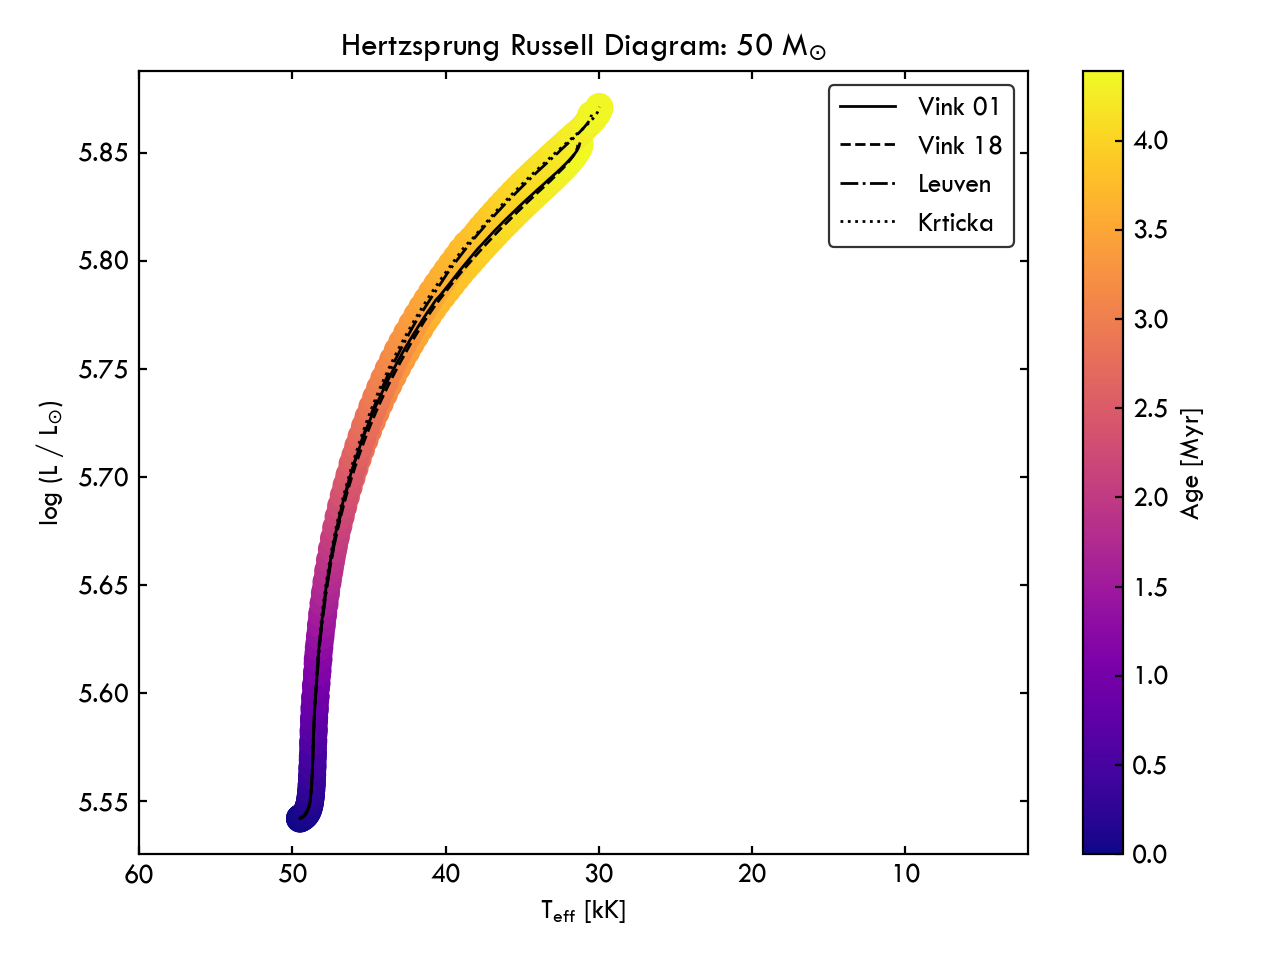 Hertzsprung Russell Diagram: 50 M☉
Vink 01
Vink 18
Leuven
Krticka
5.85
5.80
5.75
5.70
5.65
5.60
5.55
log (L / L☉)
60
50
40
30
20
10
T_eff [kK]
4.0
3.5
3.0
2.5
2.0
1.5
1.0
0.5
0.0
Age [Myr]